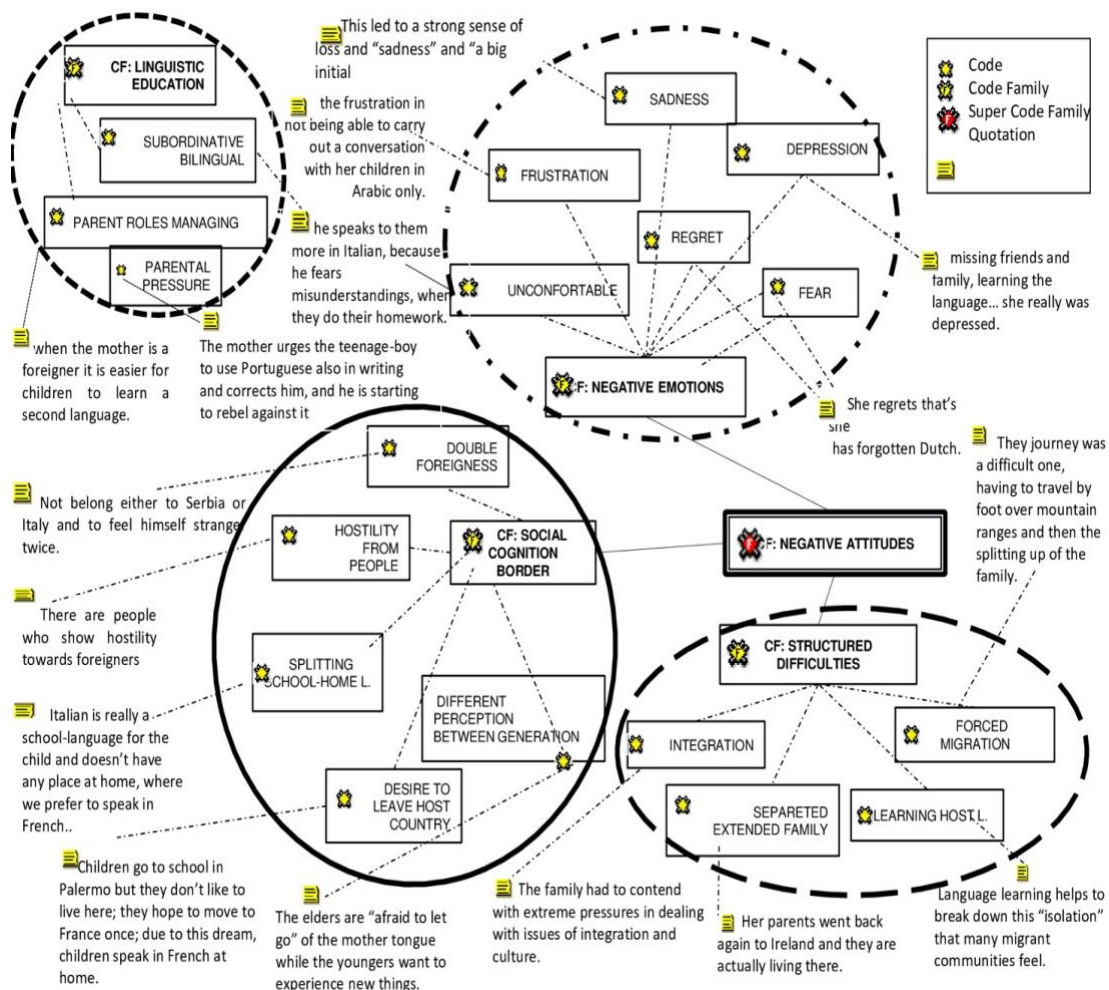 This led to a strong sense of
loss and “sadness” and “a big
initial
CF: LINGUISTIC
EDUCATION
SUBORDINATIVE
BILINGUAL
PARENT ROLES MANAGING
PARENTAL
PRESSURE
the frustration in
not being able to carry
out a conversation
with her children in
Arabic only.
he speaks to them
more in Italian, because
he fears
misunderstandings, when
they do their homework.
SADNESS
DEPRESSION
FRUSTRATION
REGRET
UNCONFORTABLE
FEAR
CF: NEGATIVE EMOTIONS
Code
Code Family
Super Code Family
Quotation
missing friends and
family, learning the
language... she really was
depressed.
when the mother is a
foreigner it is easier for
children to learn a
second language.
The mother urges the teenage-boy
to use Portuguese also in writing
and corrects him, and he is starting
to rebel against it
She regrets that’s
she
has forgotten Dutch.
They journey was
a difficult one,
having to travel by
foot over mountain
ranges and then the
splitting up of the
family.
DOUBLE
FOREIGNESS
HOSTILITY
FROM
PEOPLE
CF: SOCIAL
COGNITION
BORDER
CF: NEGATIVE ATTITUDES
Not belong either to Serbia or
Italy and to feel himself strange
twice.
There are people
who show hostility
towards foreigners
SPLITTING
SCHOOL-HOME L.
DIFFERENT
PERCEPTION
BETWEEN GENERATION
DESIRE TO
LEAVE HOST
COUNTRY
CF: STRUCTURED
DIFFICULTIES
INTEGRATION
FORCED
MIGRATION
SEPARETED
EXTENDED FAMILY
LEARNING HOST L.
Italian is really a
school-language for the
child and doesn’t have
any place at home, where
we prefer to speak in
French..
Children go to school in
Palermo but they don’t like to
live here; they hope to move to
France once; due to this dream,
children speak in French at
home.
The elders are “afraid to let
go” of the mother tongue
while the youngers want to
experience new things.
The family had to contend
with extreme pressures in dealing
with issues of integration and
culture.
Her parents went back
again to Ireland and they are
actually living there.
Language learning helps to
break down this “isolation”
that many migrant
communities feel.